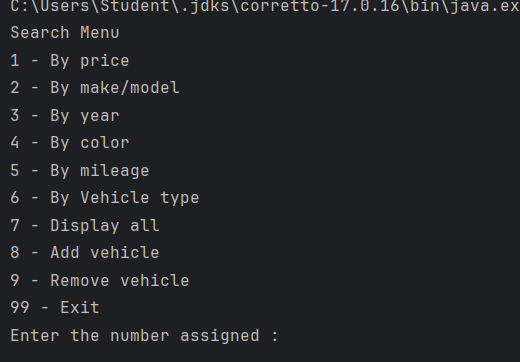 C:\Users\Student\.jdks\corretto-17.0.16\bin\java.ex
Search Menu
1 - By price
2 - By make/model
3 - By year
4 - By color
5 - By mileage
6 - By Vehicle type
7 - Display all
8 - Add vehicle
9 - Remove vehicle
99 - Exit
Enter the number assigned :